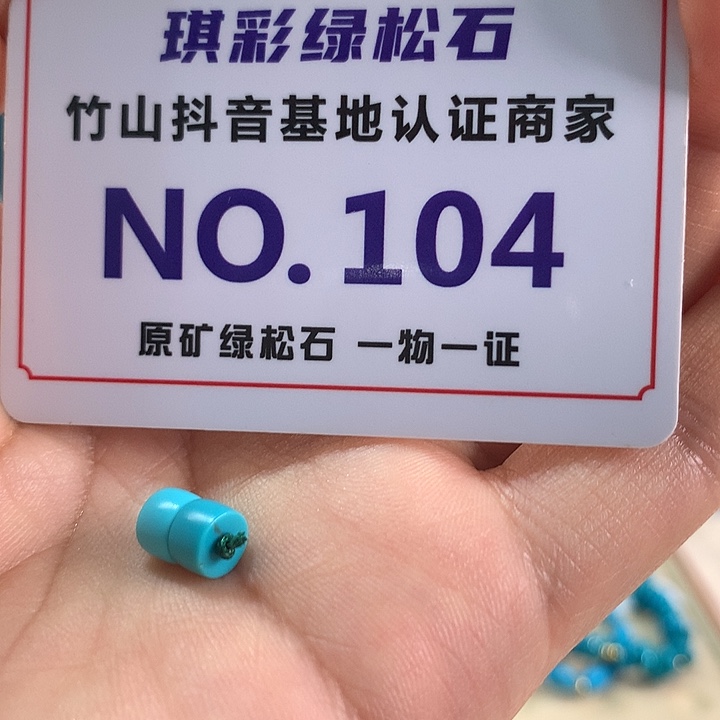 琪彩绿松石
竹山抖音基地认证商家
NO.104
原矿绿松石 一物一证